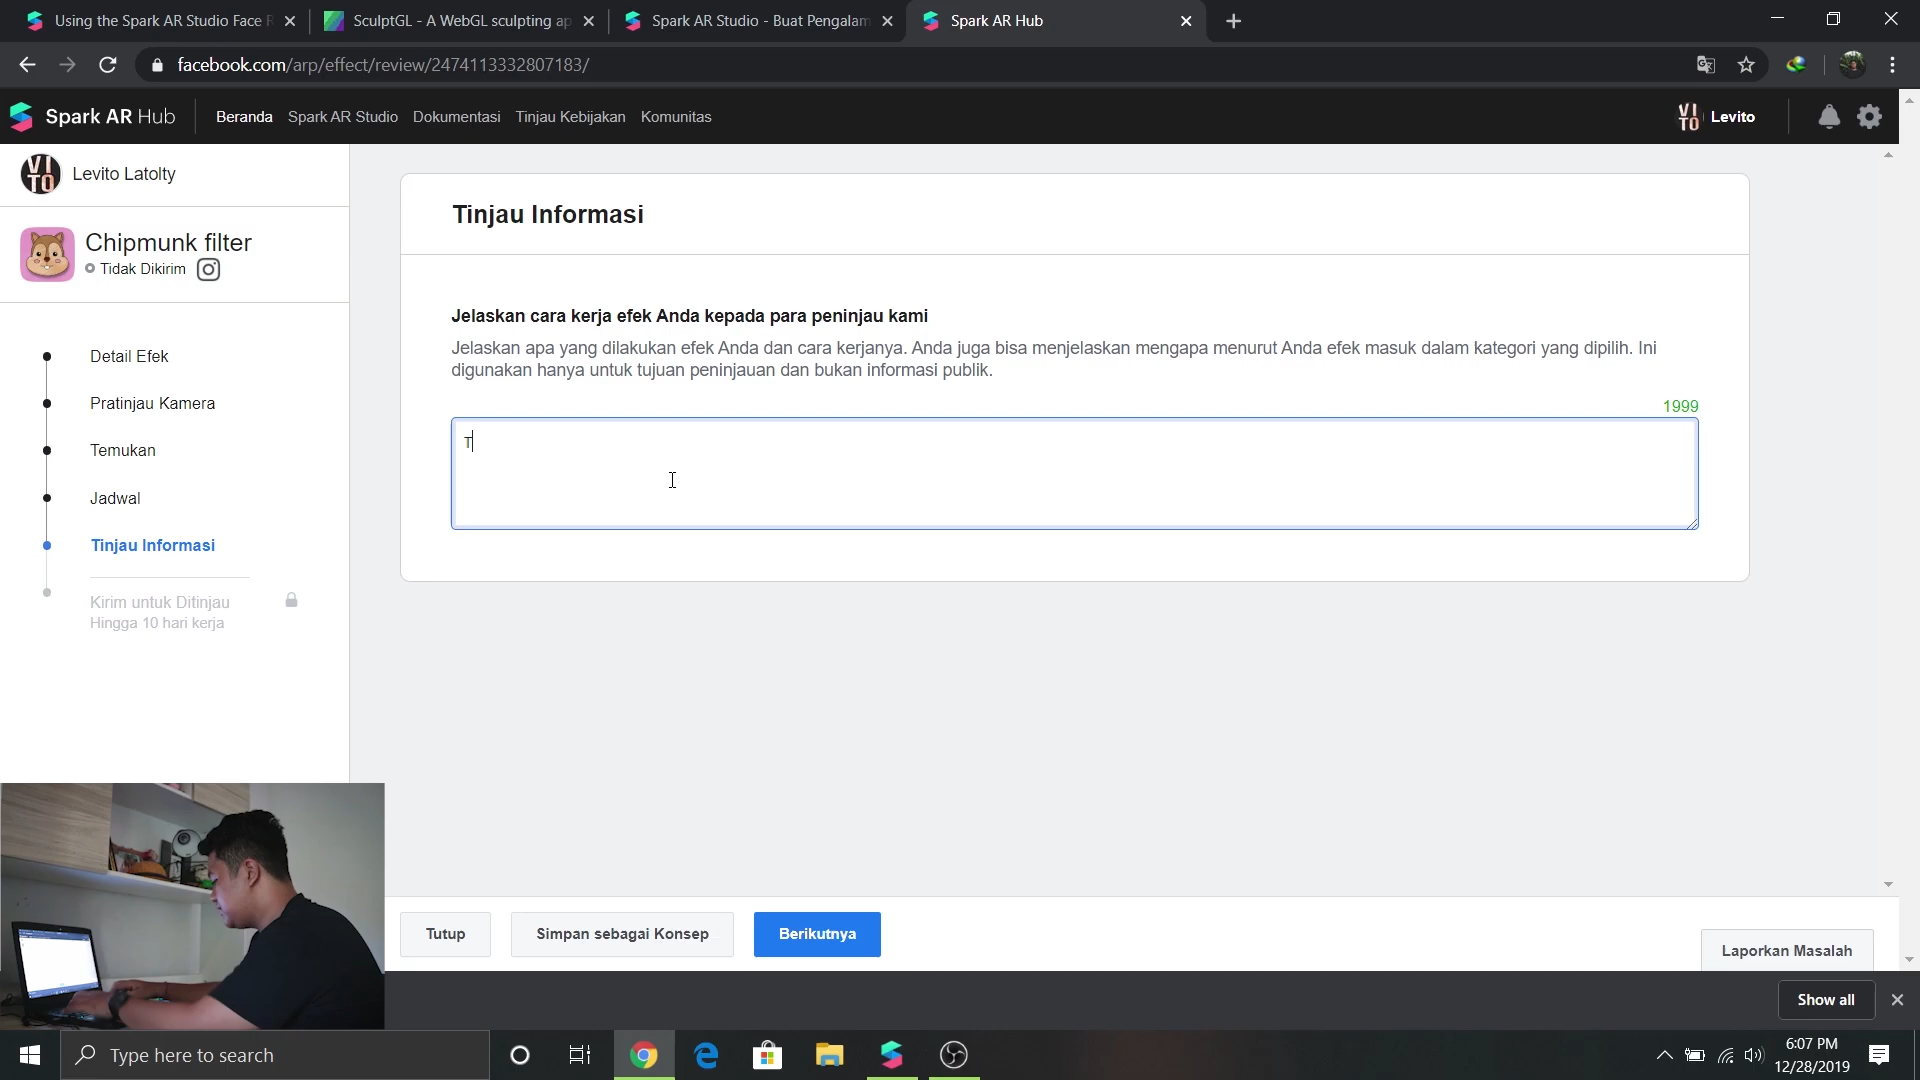 Using the Spark AR Studio Face R
SculptGL - A WebGL sculpting ap
Spark AR Studio - Buat Pengalam
Spark AR Hub
facebook.com/arp/effect/review/2474113332807183/
Spark AR Hub
Beranda
Spark AR Studio
Dokumentasi
Tinjau Kebijakan
Komunitas
VITO
Levito
VITO
Levito Latolty
Chipmunk filter
Tidak Dikirim
Detail Efek
Pratinjau Kamera
Temukan
Jadwal
Tinjau Informasi
Kirim untuk Ditinjau
Hingga 10 hari kerja
Tinjau Informasi
Jelaskan cara kerja efek Anda kepada para peninjau kami
Jelaskan apa yang dilakukan efek Anda dan cara kerjanya. Anda juga bisa menjelaskan mengapa menurut Anda efek masuk dalam kategori yang dipilih. Ini
digunakan hanya untuk tujuan peninjauan dan bukan informasi publik.
1999
T
Tutup
Simpan sebagai Konsep
Berikutnya
Laporkan Masalah
Show all
Type here to search
6:07 PM
12/28/2019